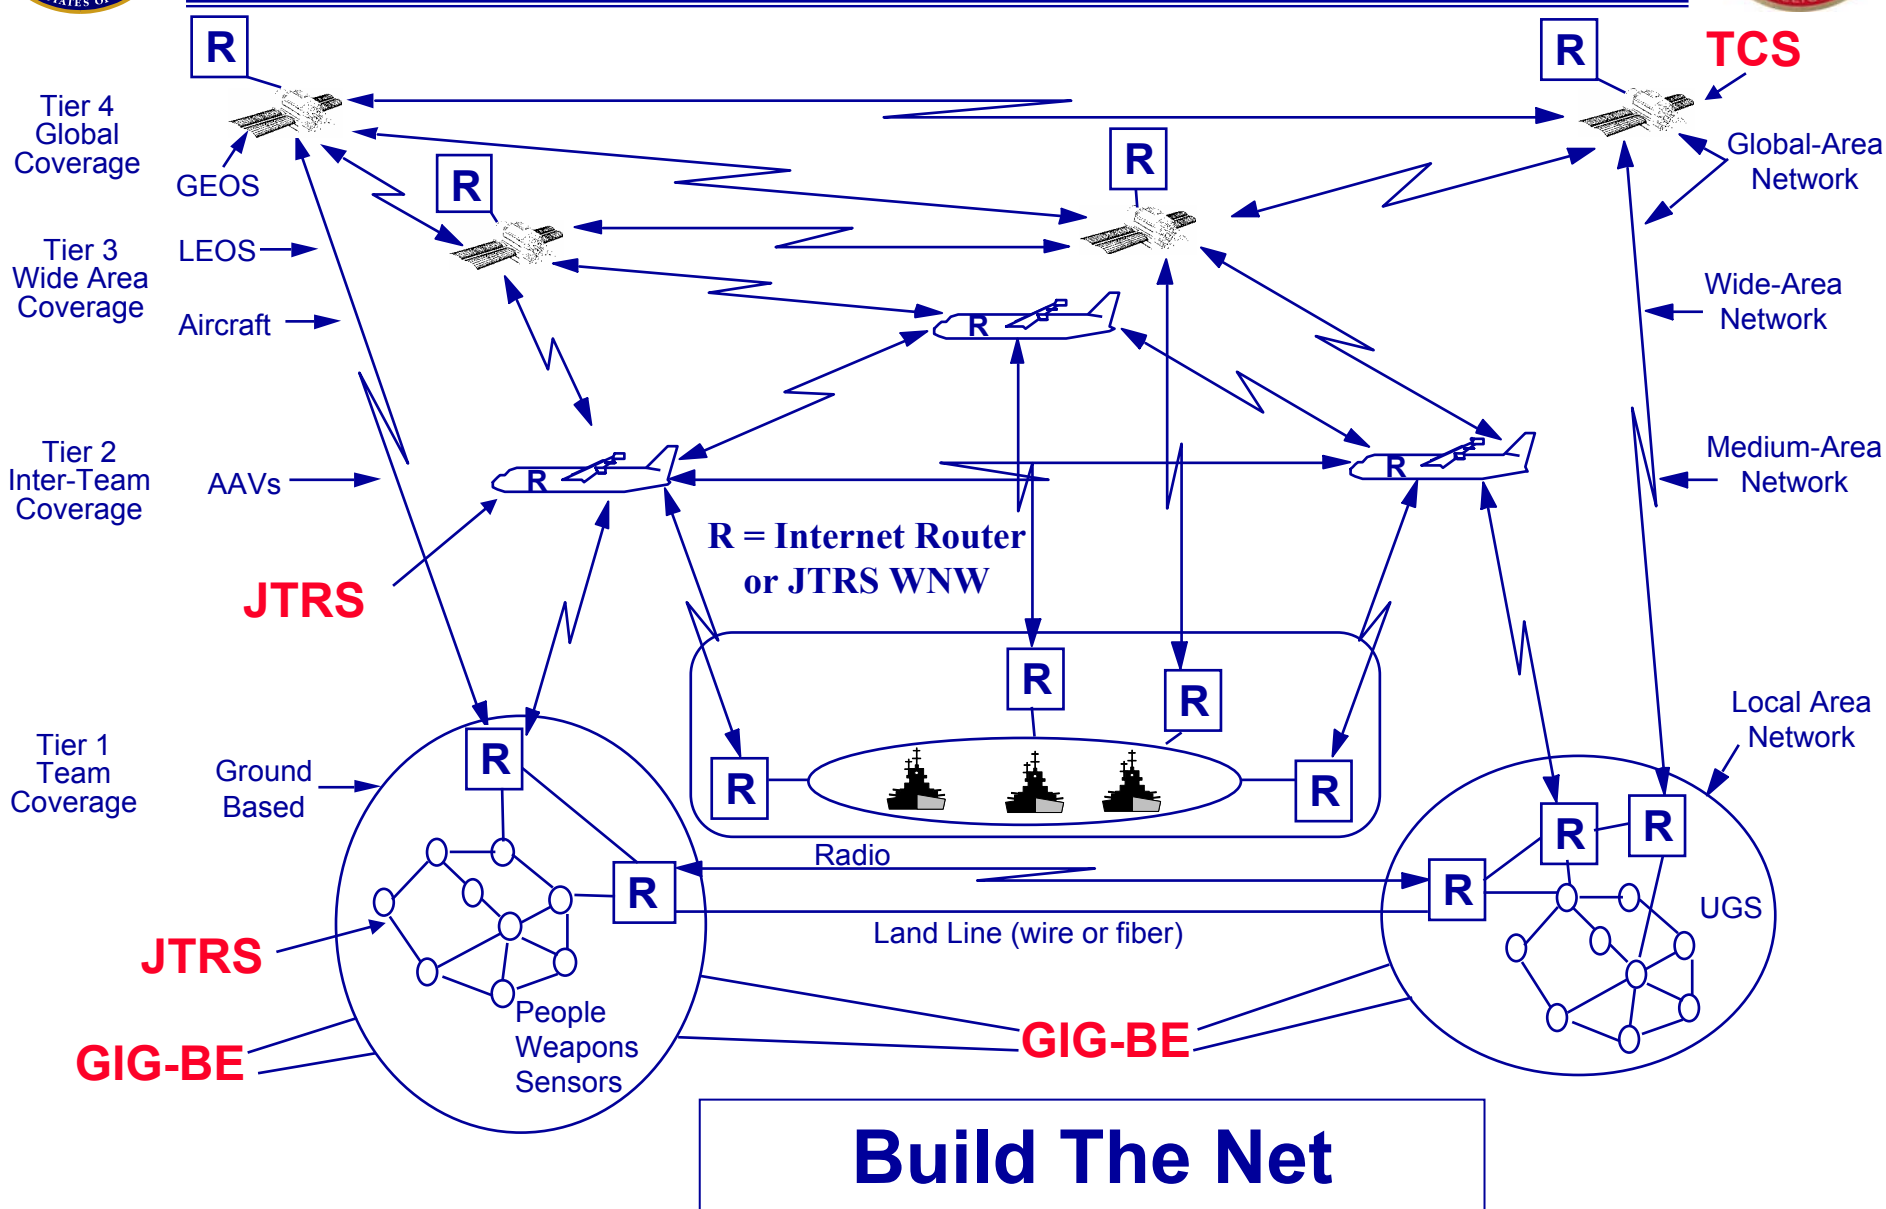 TATES OF
R
R
TCS
Tier 4
Global
Coverage
GEOS
R
R
Global-Area
Network
Tier 3
Wide Area
Coverage
LEOS
Aircraft
R
Wide-Area
Network
Tier 2
Inter-Team
Coverage
AAVs
R
R
Medium-Area
Network
R = Internet Router
or JTRS WNW
JTRS
R
R
Local Area
Network
Tier 1
Team
Coverage
Ground
Based
R
R
R
R
R
Radio
R
R
UGS
Land Line (wire or fiber)
JTRS
People
Weapons
Sensors
GIG-BE
GIG-BE
Build The Net